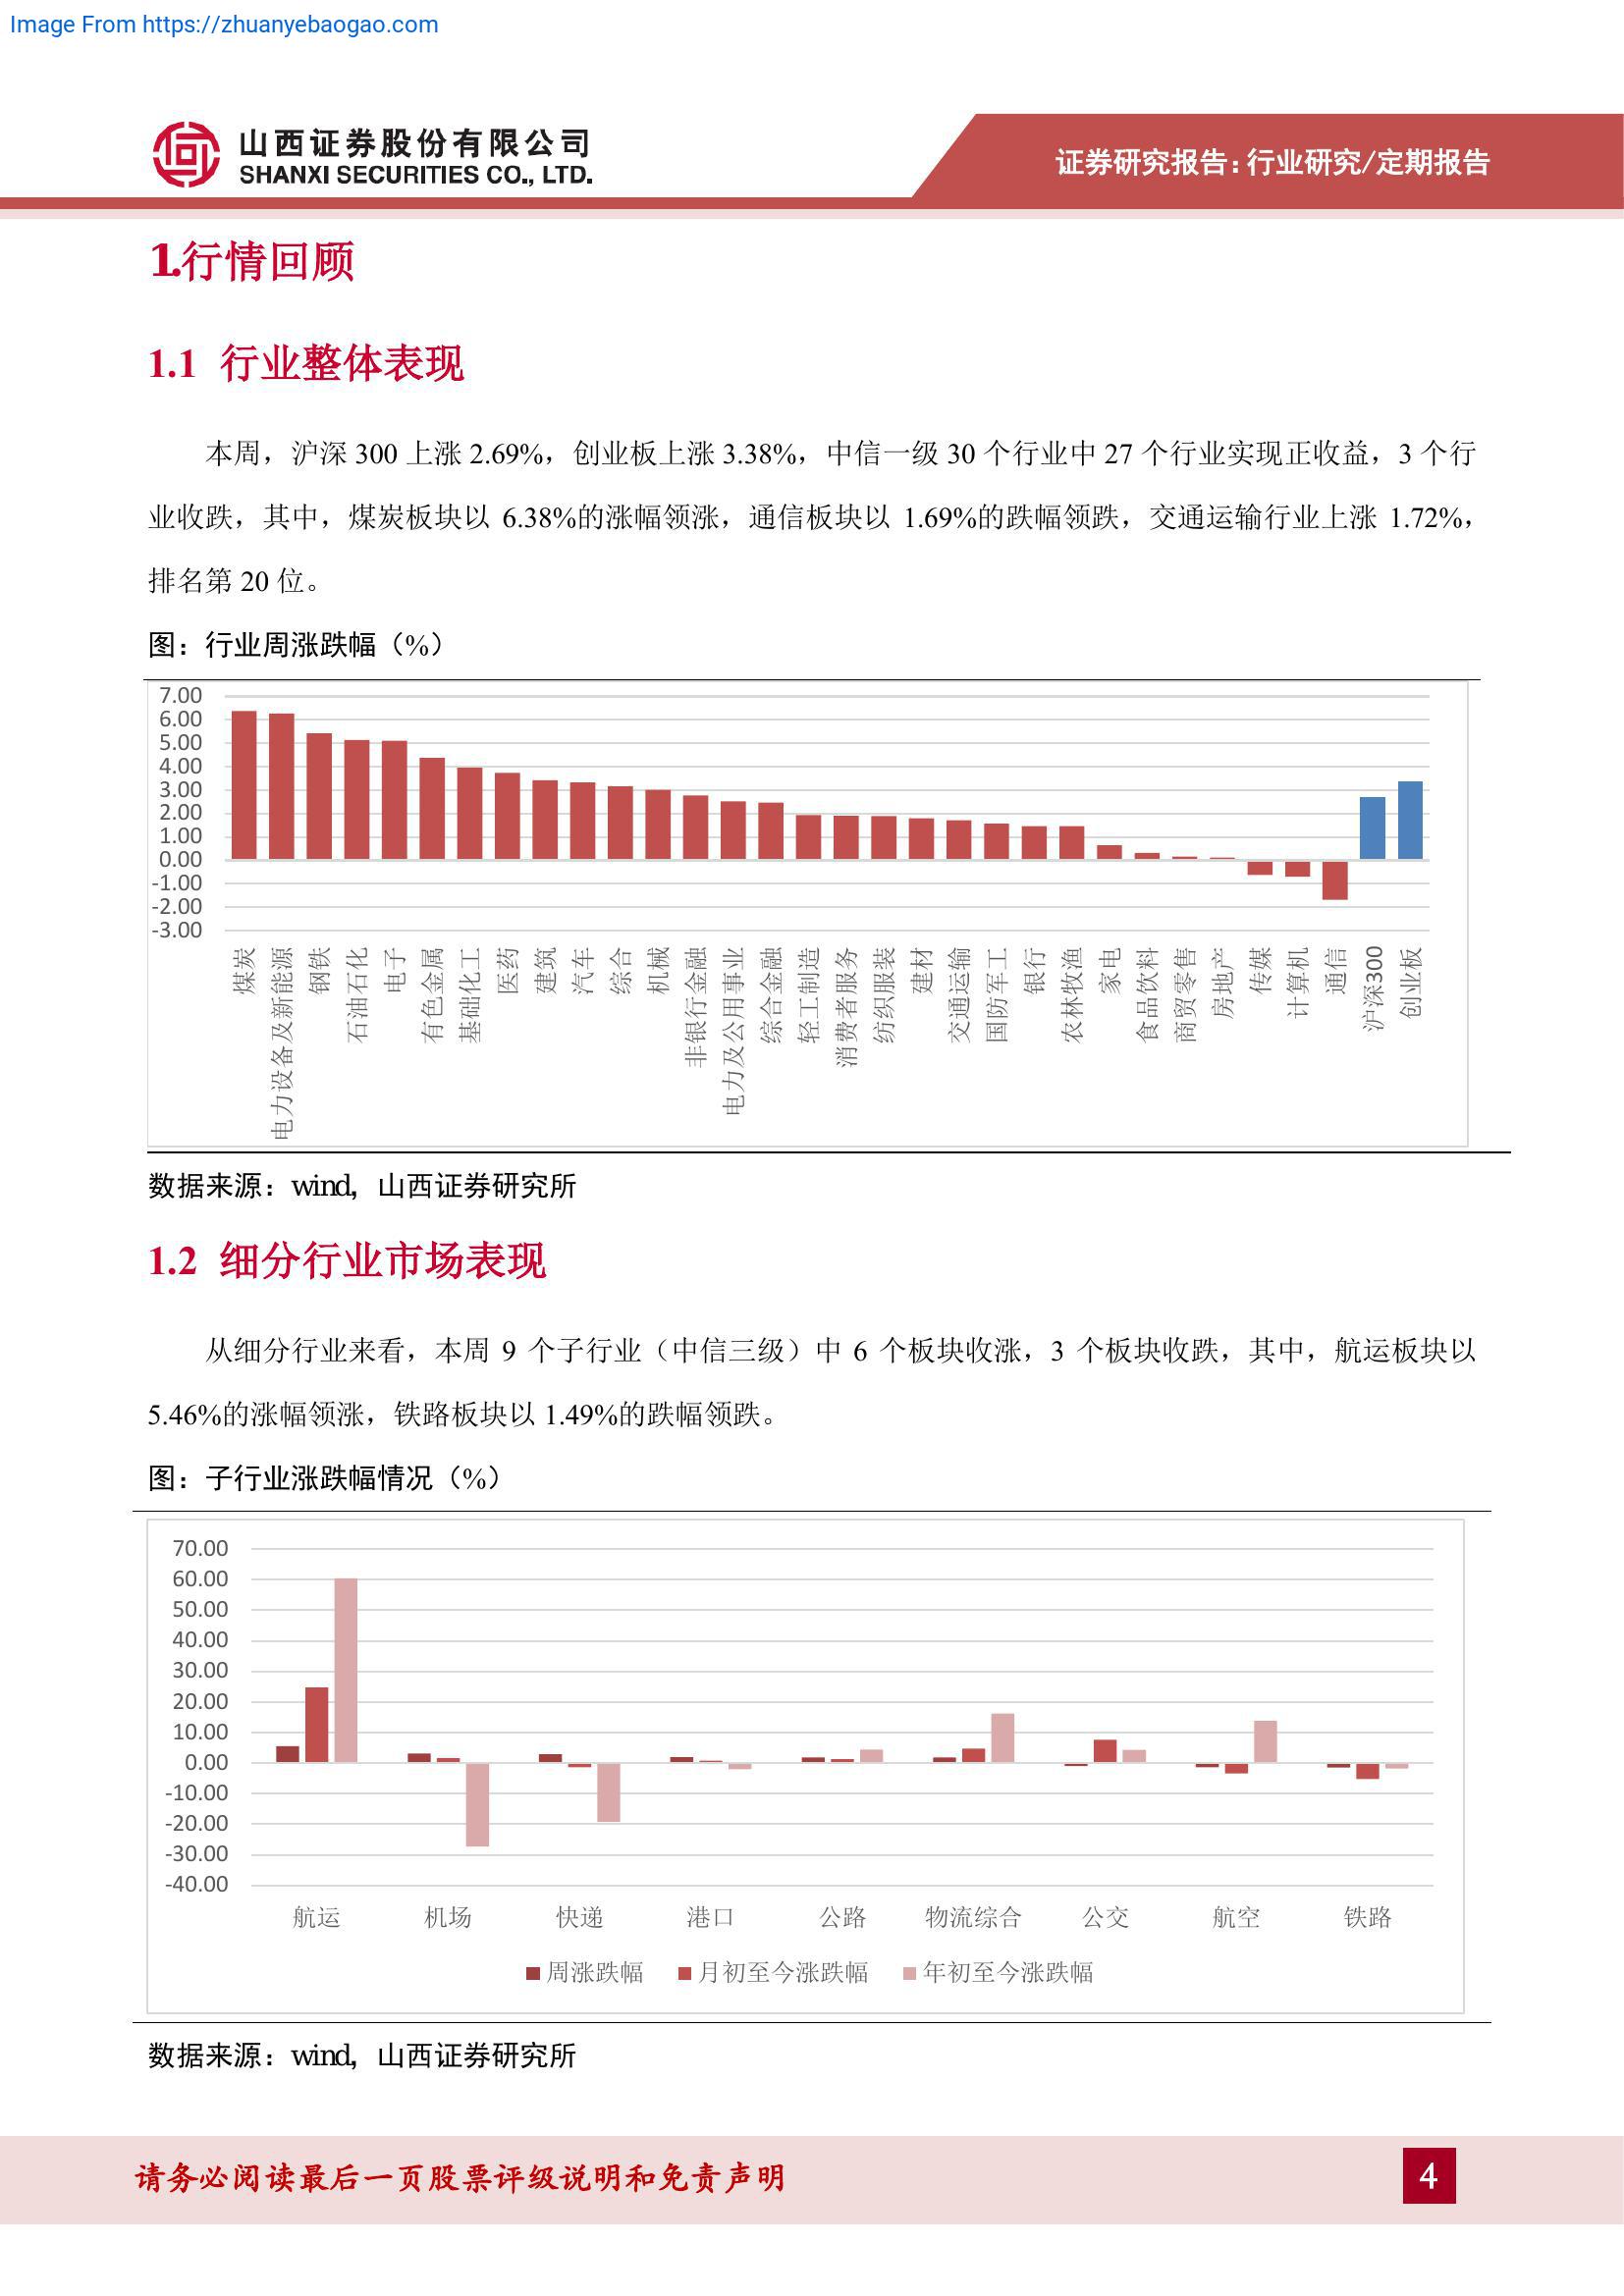 Image From https://zhuanyebaogao.com
山西证券股份有限公司
SHANXI SECURITIES CO., LTD.
证券研究报告：行业研究/定期报告
1.行情回顾
1.1 行业整体表现
本周，沪深 300 上涨 2.69%，创业板上涨 3.38%，中信一级 30 个行业中 27 个行业实现正收益，3 个行
业收跌，其中，煤炭板块以 6.38%的涨幅领涨，通信板块以 1.69%的跌幅领跌，交通运输行业上涨 1.72%，
排名第 20 位。
图：行业周涨跌幅（%）
7.00
6.00
5.00
4.00
3.00
2.00
1.00
0.00
-1.00
-2.00
-3.00
煤炭
电力设备及新能源
钢铁
石油石化
电子
有色金属
基础化工
医药
建筑
汽车
综合
机械
非银行金融
电力及公用事业
综合金融
轻工制造
消费者服务
纺织服装
建材
交通运输
国防军工
银行
农林牧渔
家电
食品饮料
商贸零售
房地产
传媒
计算机
通信
沪深300
创业板
数据来源：wind，山西证券研究所
1.2 细分行业市场表现
从细分行业来看，本周 9 个子行业（中信三级）中 6 个板块收涨，3 个板块收跌，其中，航运板块以
5.46%的涨幅领涨，铁路板块以 1.49%的跌幅领跌。
图：子行业涨跌幅情况（%）
70.00
60.00
50.00
40.00
30.00
20.00
10.00
0.00
-10.00
-20.00
-30.00
-40.00
航运 机场 快递 港口 公路 物流综合 公交 航空 铁路
周涨跌幅 月初至今涨跌幅 年初至今涨跌幅
数据来源：wind，山西证券研究所
请务必阅读最后一页股票评级说明和免责声明
4